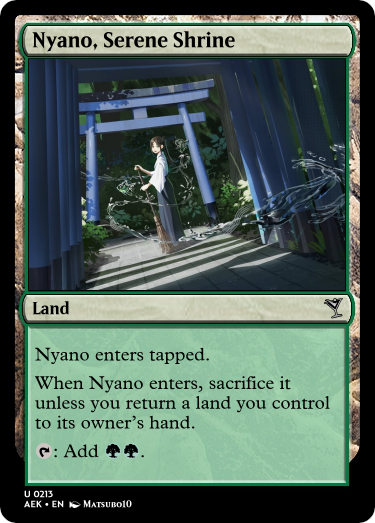 Nyano, Serene Shrine
Land
Nyano enters tapped.
When Nyano enters, sacrifice it
unless you return a land you control
to its owner's hand.
: Add .
U 0213
AEK • EN Matsubo10